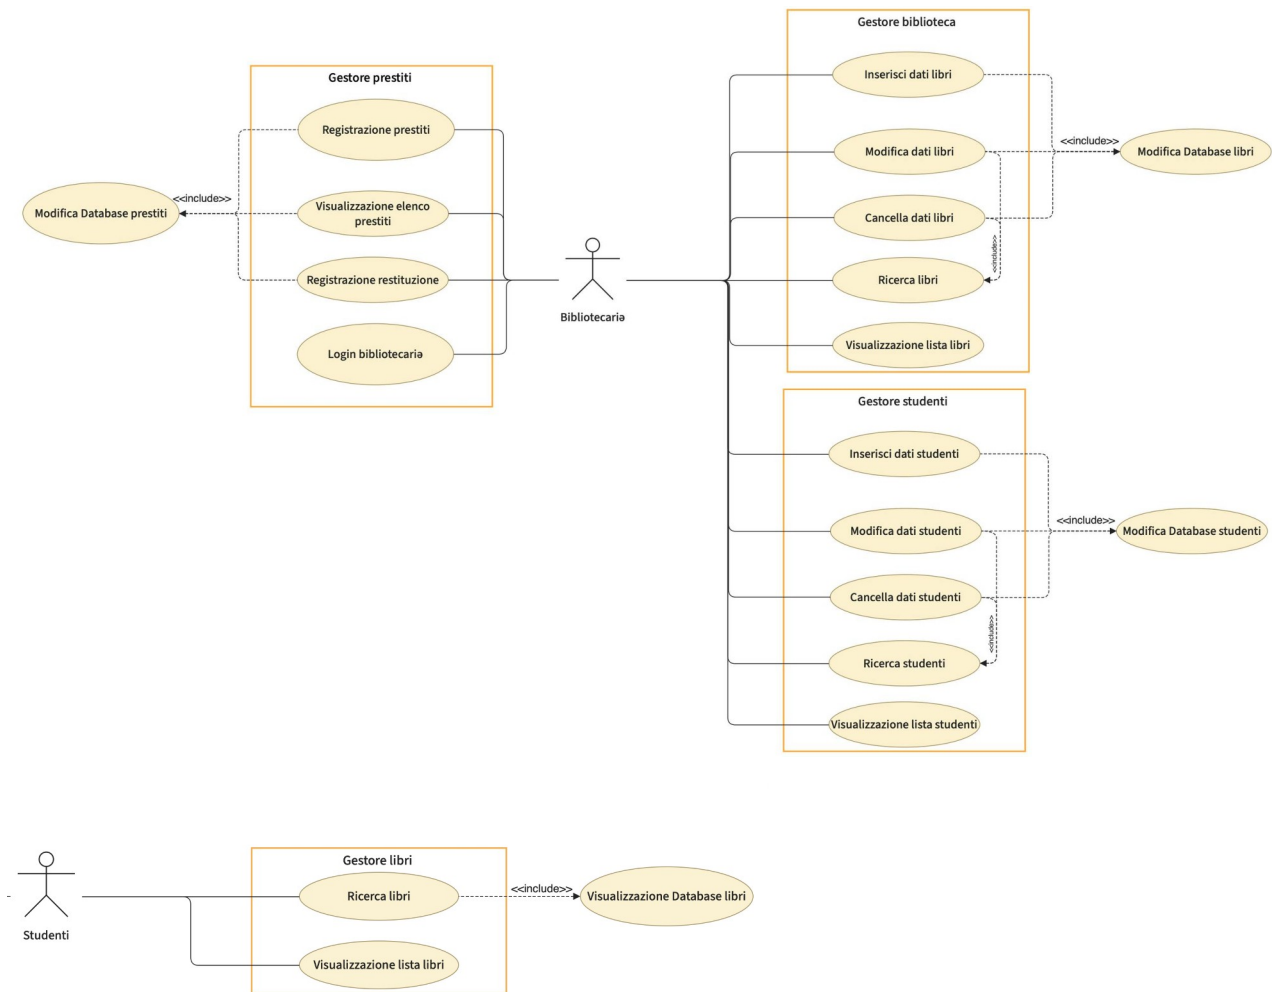 Gestore biblioteca
Inserisci dati libri
<<include>>
Modifica dati libri
Modifica Database libri
Cancella dati libri
<<include>>
Ricerca libri
Visualizzazione lista libri
Gestore prestiti
Registrazione prestiti
<<include>>
Modifica Database prestiti
Visualizzazione elenco
prestiti
Registrazione restituzione
Login bibliotecariə
Bibliotecariə
Gestore studenti
Inserisci dati studenti
<<include>>
Modifica dati studenti
Modifica Database studenti
Cancella dati studenti
<<include>>
Ricerca studenti
Visualizzazione lista studenti
Gestore libri
Ricerca libri
<<include>>
Visualizzazione Database libri
Studenti
Visualizzazione lista libri